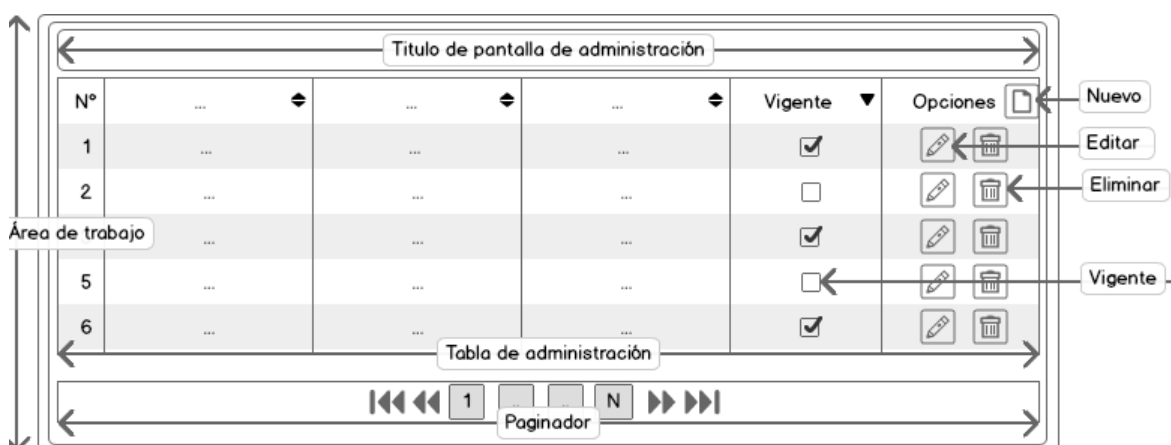 Titulo de pantalla de administración
N° ... ... ... Vigente Opciones Nuevo
1 ... ... ... Editar
2 ... ... ... Eliminar
Área de trabajo ... ... ...
5 ... ... ... Vigente
6 ... ... ...
Tabla de administración
1 .. .. N
Paginador